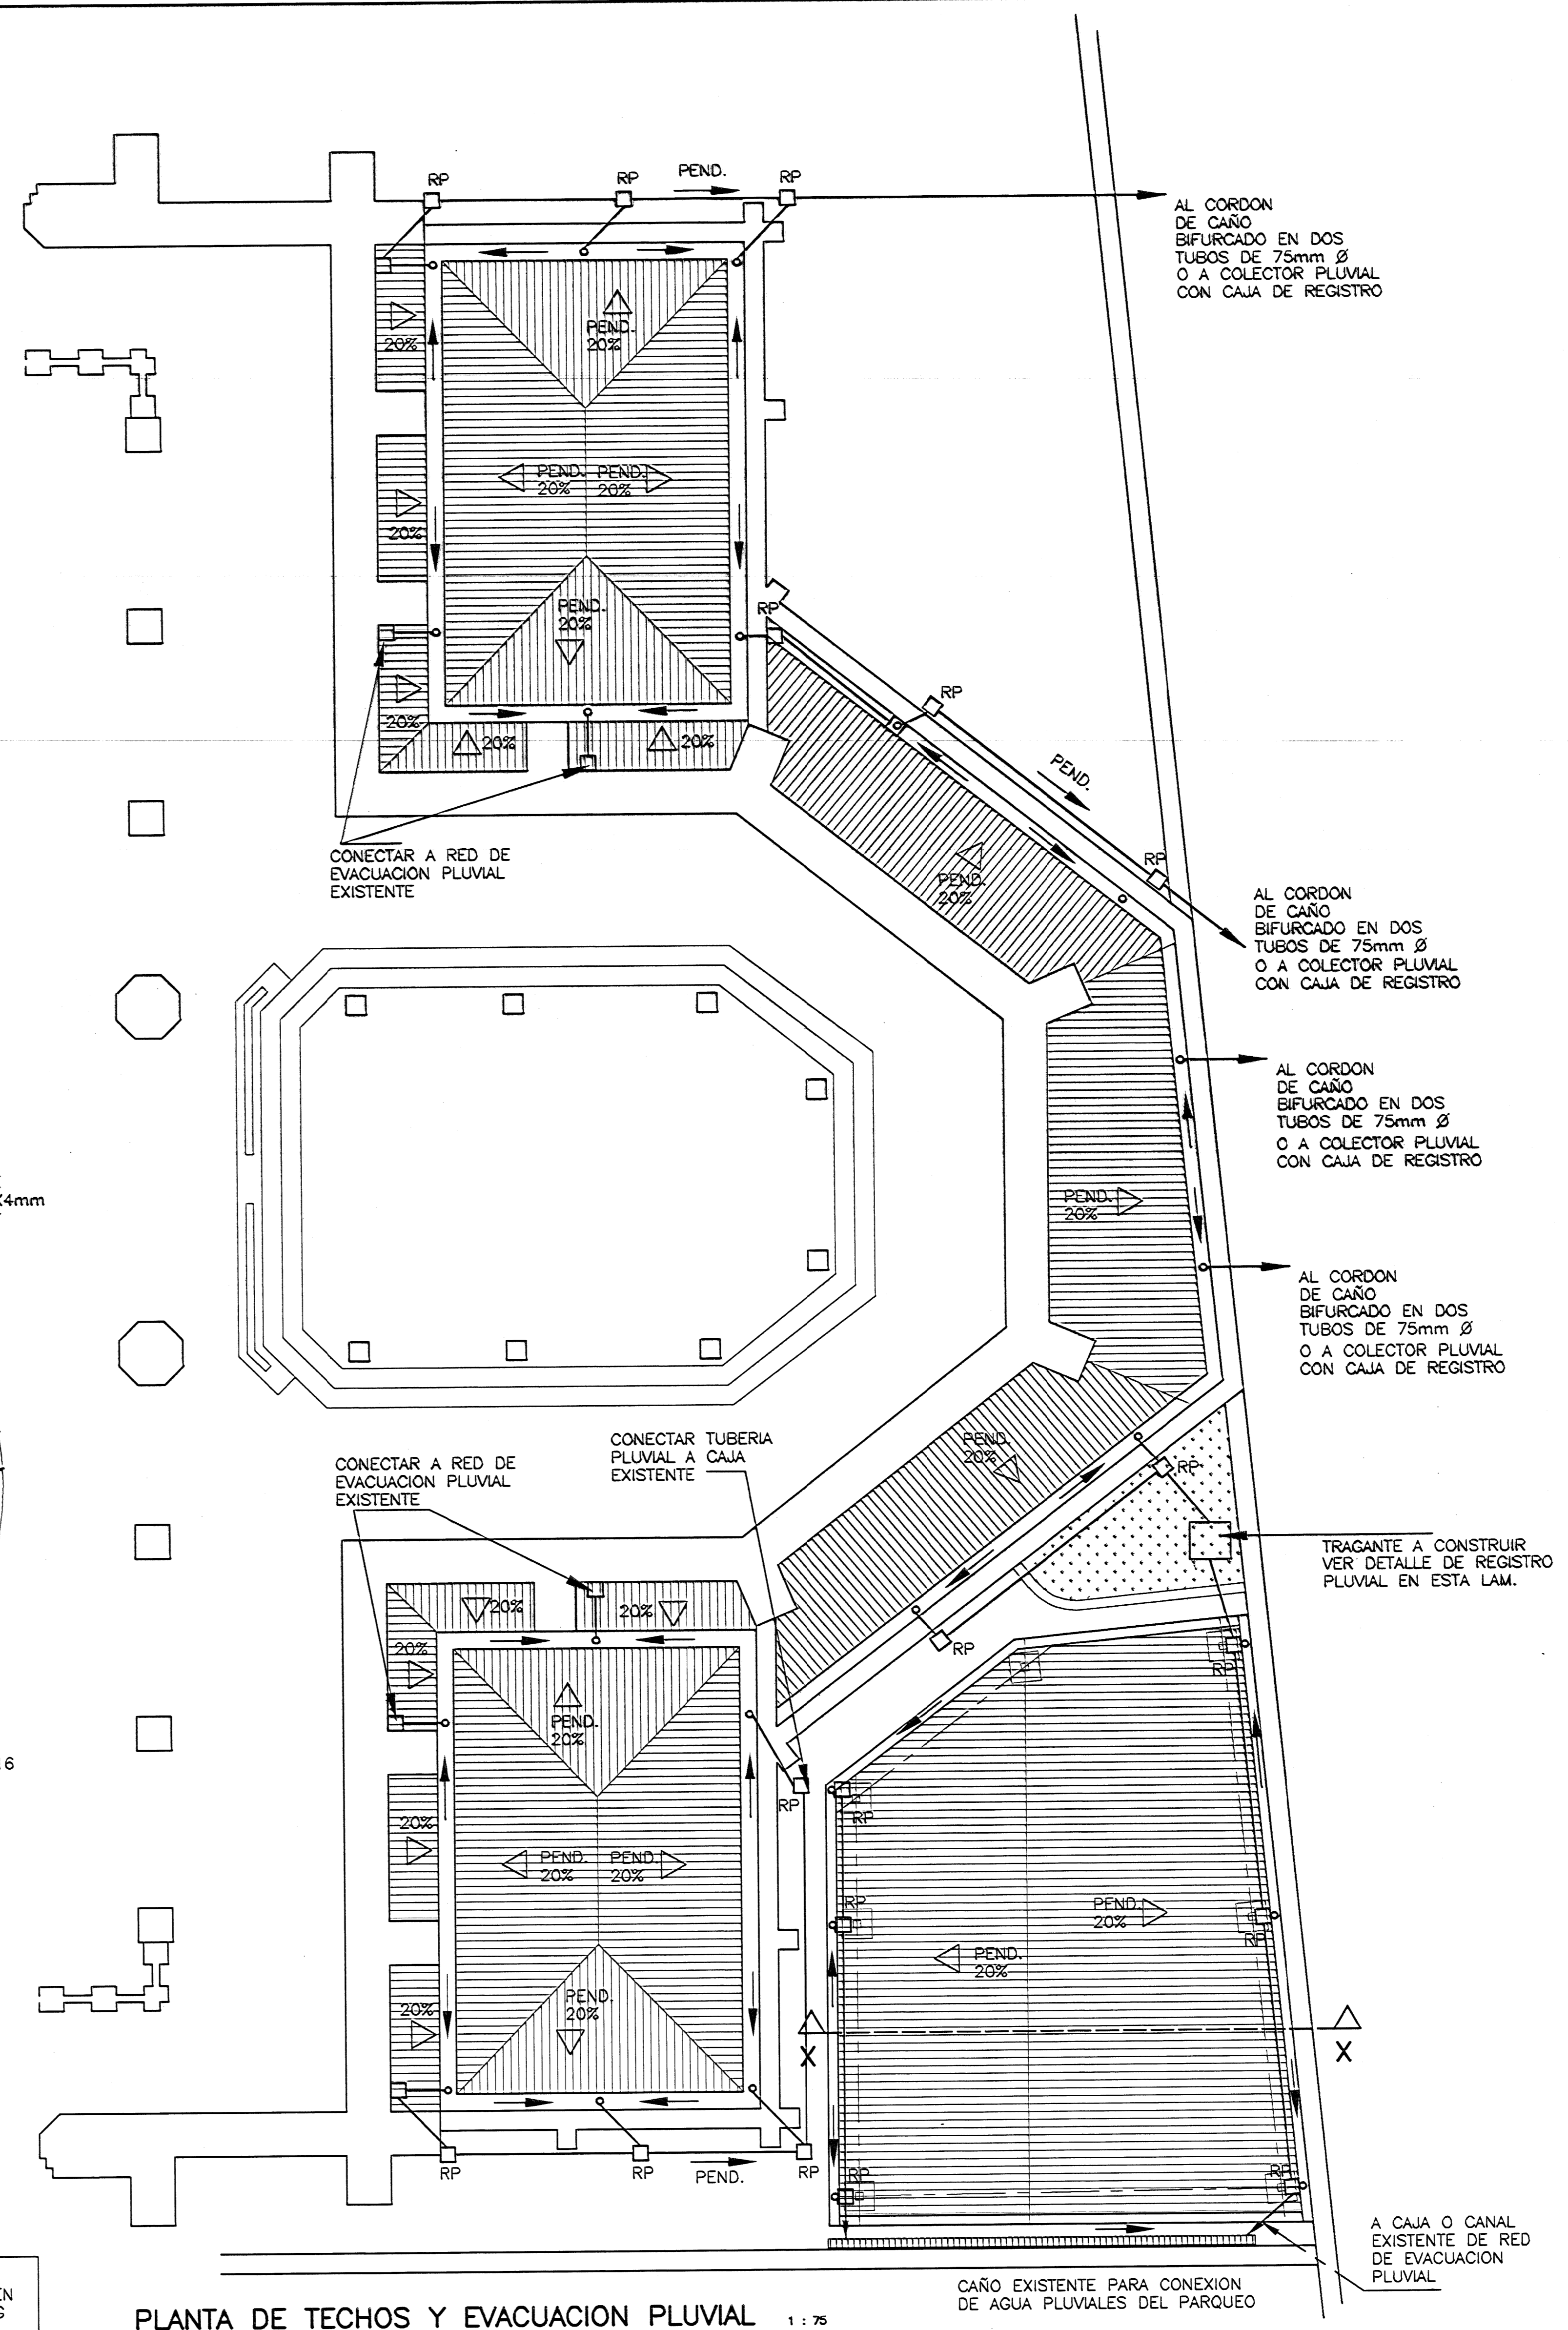 RP
RP
PEND.
RP
AL CORDON
DE CAÑO
BIFURCADO EN DOS
TUBOS DE 75mm Ø
O A COLECTOR PLUVIAL
CON CAJA DE REGISTRO
PEND.
20%
20%
PEND. PEND.
20% 20%
20%
PEND.
20%
RP
20%
20%
20%
RP
PEND.
RP
CONECTAR A RED DE
EVACUACION PLUVIAL
EXISTENTE
PEND.
20%
AL CORDON
DE CAÑO
BIFURCADO EN DOS
TUBOS DE 75mm Ø
O A COLECTOR PLUVIAL
CON CAJA DE REGISTRO
AL CORDON
DE CAÑO
BIFURCADO EN DOS
TUBOS DE 75mm Ø
O A COLECTOR PLUVIAL
CON CAJA DE REGISTRO
X4mm
PEND.
20%
AL CORDON
DE CAÑO
BIFURCADO EN DOS
TUBOS DE 75mm Ø
O A COLECTOR PLUVIAL
CON CAJA DE REGISTRO
CONECTAR A RED DE
EVACUACION PLUVIAL
EXISTENTE
CONECTAR TUBERIA
PLUVIAL A CAJA
EXISTENTE
PEND.
20%
RP
TRAGANTE A CONSTRUIR
VER DETALLE DE REGISTRO
PLUVIAL EN ESTA LAM.
20%
20%
20%
RP
RP
PEND.
20%
6
RP
RP
20%
PEND. PEND.
20% 20%
RP
PEND.
20%
RP
PEND.
20%
20%
PEND.
20%
X
X
RP
RP
RP
PEND.
RP
RP
A CAJA O CANAL
EXISTENTE DE RED
DE EVACUACION
PLUVIAL
CAÑO EXISTENTE PARA CONEXION
DE AGUA PLUVIALES DEL PARQUEO
EN
PLANTA DE TECHOS Y EVACUACION PLUVIAL 1 : 75